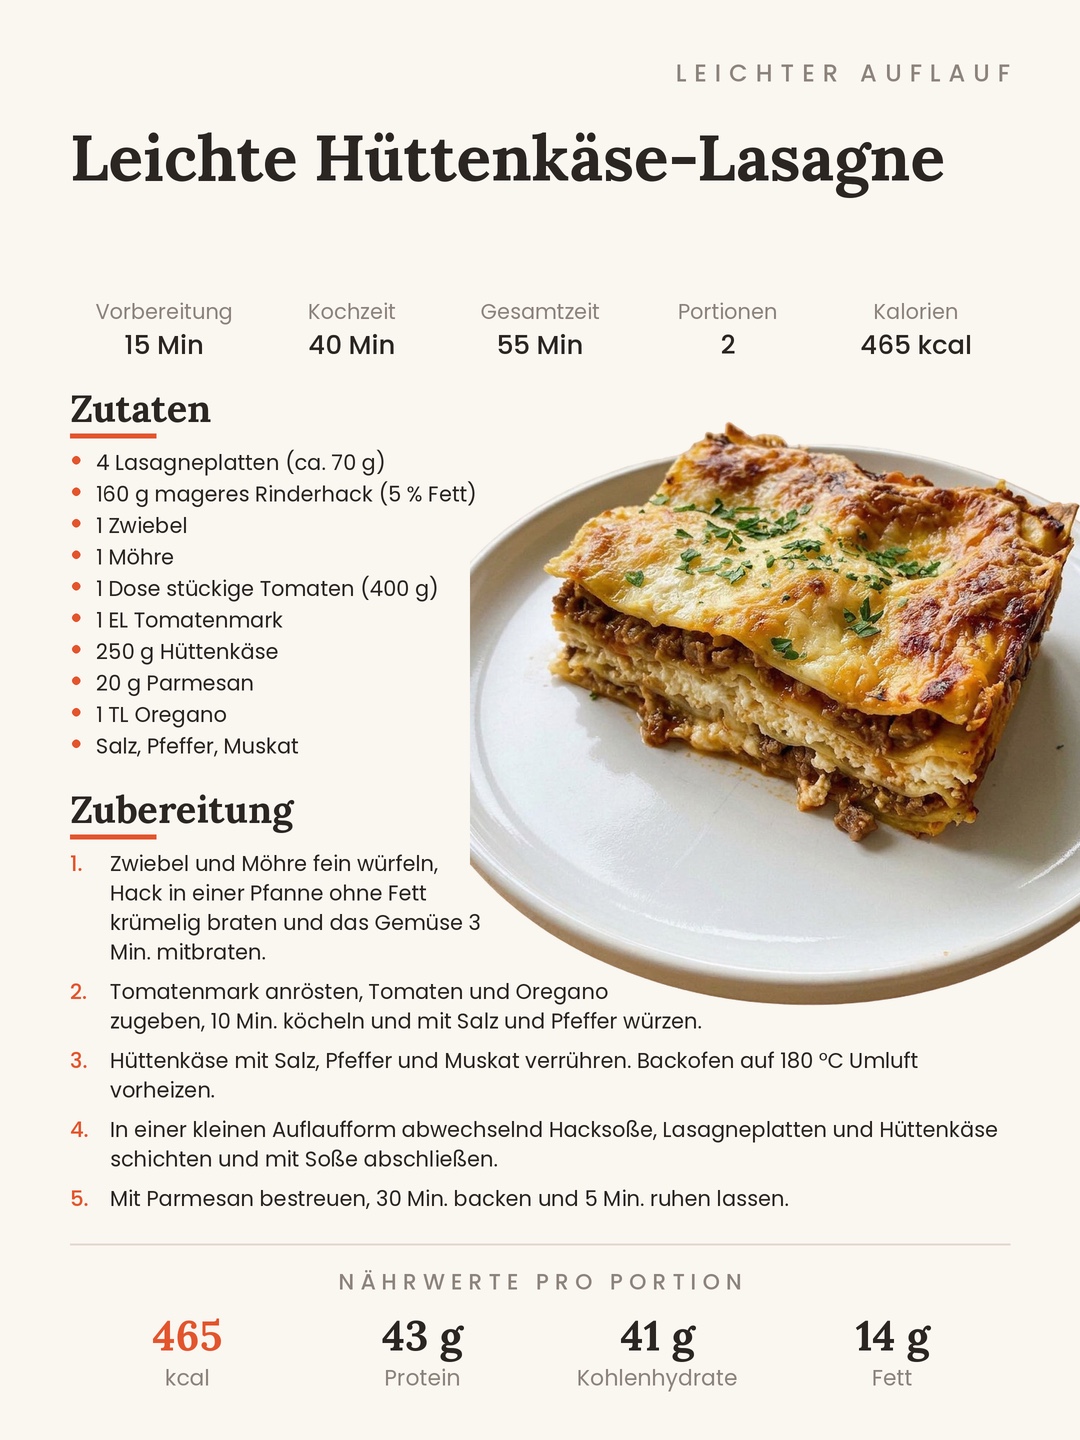 LEICHTER AUFLAUF
Leichte Hüttenkäse-Lasagne
Vorbereitung
15 Min
Kochzeit
40 Min
Gesamtzeit
55 Min
Portionen
2
Kalorien
465 kcal
Zutaten
• 4 Lasagneplatten (ca. 70 g)
• 160 g mageres Rinderhack (5 % Fett)
• 1 Zwiebel
• 1 Möhre
• 1 Dose stückige Tomaten (400 g)
• 1 EL Tomatenmark
• 250 g Hüttenkäse
• 20 g Parmesan
• 1 TL Oregano
• Salz, Pfeffer, Muskat
Zubereitung
1. Zwiebel und Möhre fein würfeln,
Hack in einer Pfanne ohne Fett
krümelig braten und das Gemüse 3
Min. mitbraten.
2. Tomatenmark anrösten, Tomaten und Oregano
zugeben, 10 Min. köcheln und mit Salz und Pfeffer würzen.
3. Hüttenkäse mit Salz, Pfeffer und Muskat verrühren. Backofen auf 180 °C Umluft
vorheizen.
4. In einer kleinen Auflaufform abwechselnd Hacksoße, Lasagneplatten und Hüttenkäse
schichten und mit Soße abschließen.
5. Mit Parmesan bestreuen, 30 Min. backen und 5 Min. ruhen lassen.
NÄHRWERTE PRO PORTION
465
kcal
43 g
Protein
41 g
Kohlenhydrate
14 g
Fett